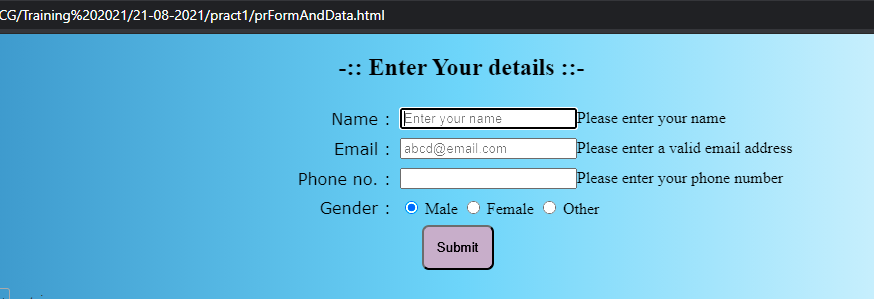 CG/Training%202021/21-08-2021/pract1/prFormAndData.html
-:: Enter Your details ::-
Name : Enter your name Please enter your name
Email : abcd@email.com Please enter a valid email address
Phone no. : Please enter your phone number
Gender : Male Female Other
Submit